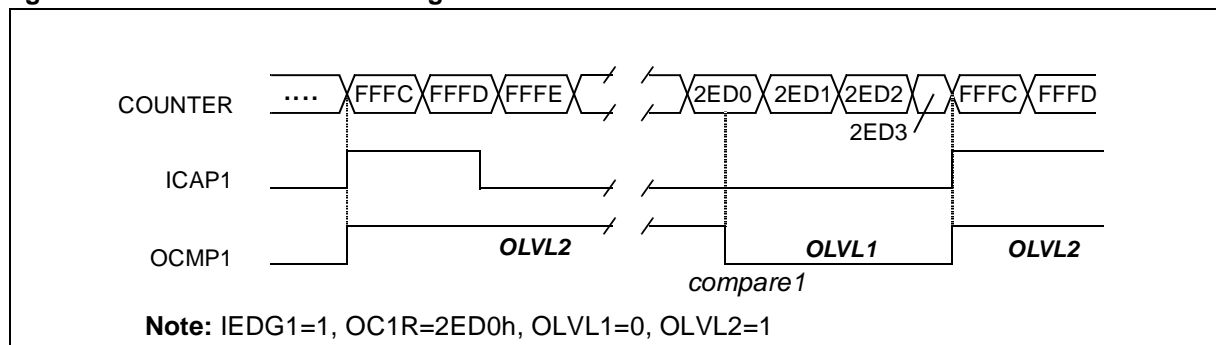 COUNTER .... FFFC FFFD FFFE 2ED0 2ED1 2ED2 FFFC FFFD
2ED3
ICAP1
OLVL2 OLVL1 OLVL2
OCMP1
compare1
Note: IEDG1=1, OC1R=2ED0h, OLVL1=0, OLVL2=1